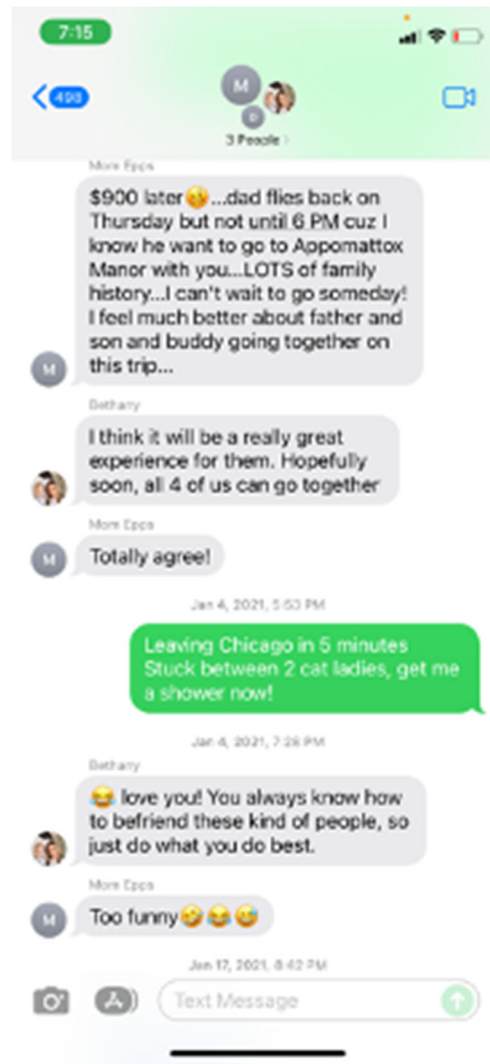 7:15
498
M
D
3 People >
Mom Epps
$900 later🥴...dad flies back on
Thursday but not until 6 PM cuz I
know he want to go to Appomattox
Manor with you...LOTS of family
history...I can't wait to go someday!
I feel much better about father and
son and buddy going together on
this trip...
M
Bethany
I think it will be a really great
experience for them. Hopefully
soon, all 4 of us can go together
Mom Epps
Totally agree!
M
Jan 4, 2021, 5:53 PM
Leaving Chicago in 5 minutes
Stuck between 2 cat ladies, get me
a shower now!
Jan 4, 2021, 7:28 PM
Bethany
😂 love you! You always know how
to befriend these kind of people, so
just do what you do best.
Mom Epps
Too funny🤣😂😅
M
Jan 17, 2021, 8:42 PM
Text Message